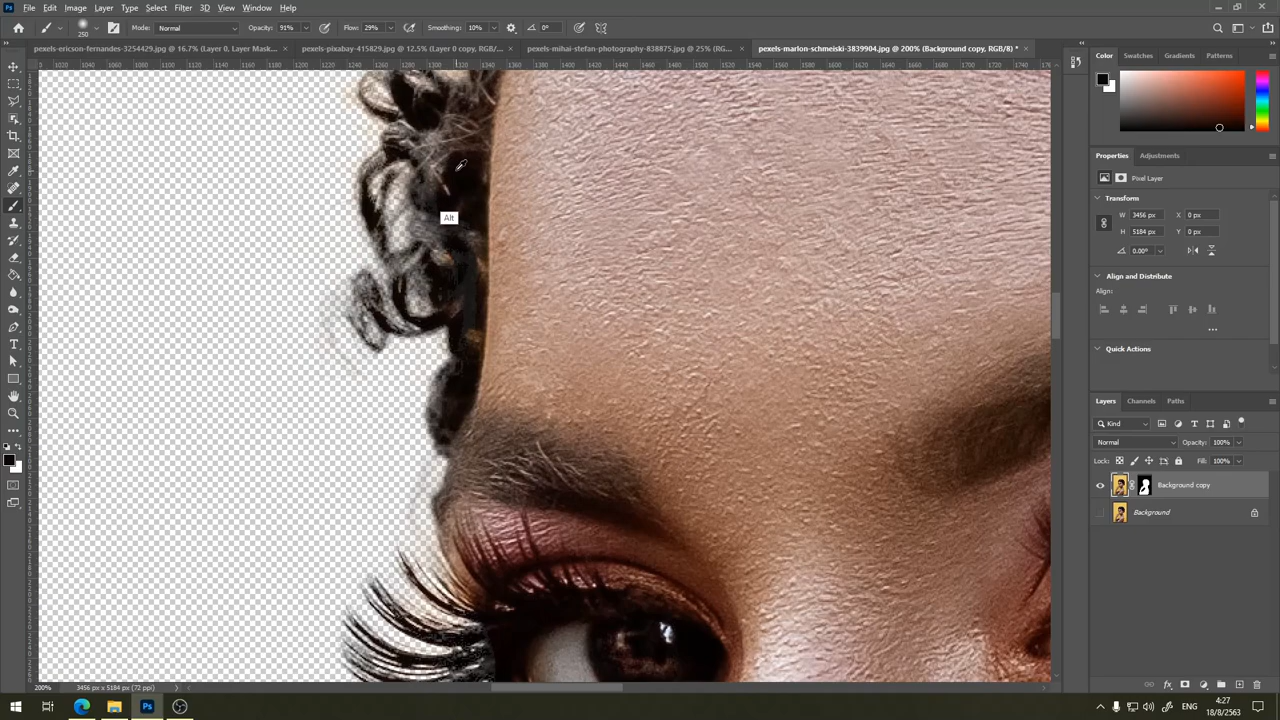 File Edit Image Layer Type Select Filter 3D View Window Help
250 Mode: Normal Opacity: 91% Flow: 29% Smoothing: 10% 0°
pexels-ericson-fernandes-3254429.jpg @ 16.7% (Layer 0, Layer Mask... × pexels-pixabay-415829.jpg @ 12.5% (Layer 0 copy, RGB/... × pexels-mihai-stefan-photography-838875.jpg @ 25% (RG... × pexels-marlon-schmeiski-3839904.jpg @ 200% (Background copy, RGB/8) * ×
Color Swatches Gradients Patterns
Properties Adjustments
Pixel Layer
Transform
W 3456 px X 0 px
H 5184 px Y 0 px
0.00°
Align and Distribute
Align:
Quick Actions
Alt
Layers Channels Paths
Kind
Normal Opacity: 100%
Lock: Fill: 100%
Background copy
Background
200% 3456 px x 5184 px (72 ppi)
ENG 4:27
18/8/2563